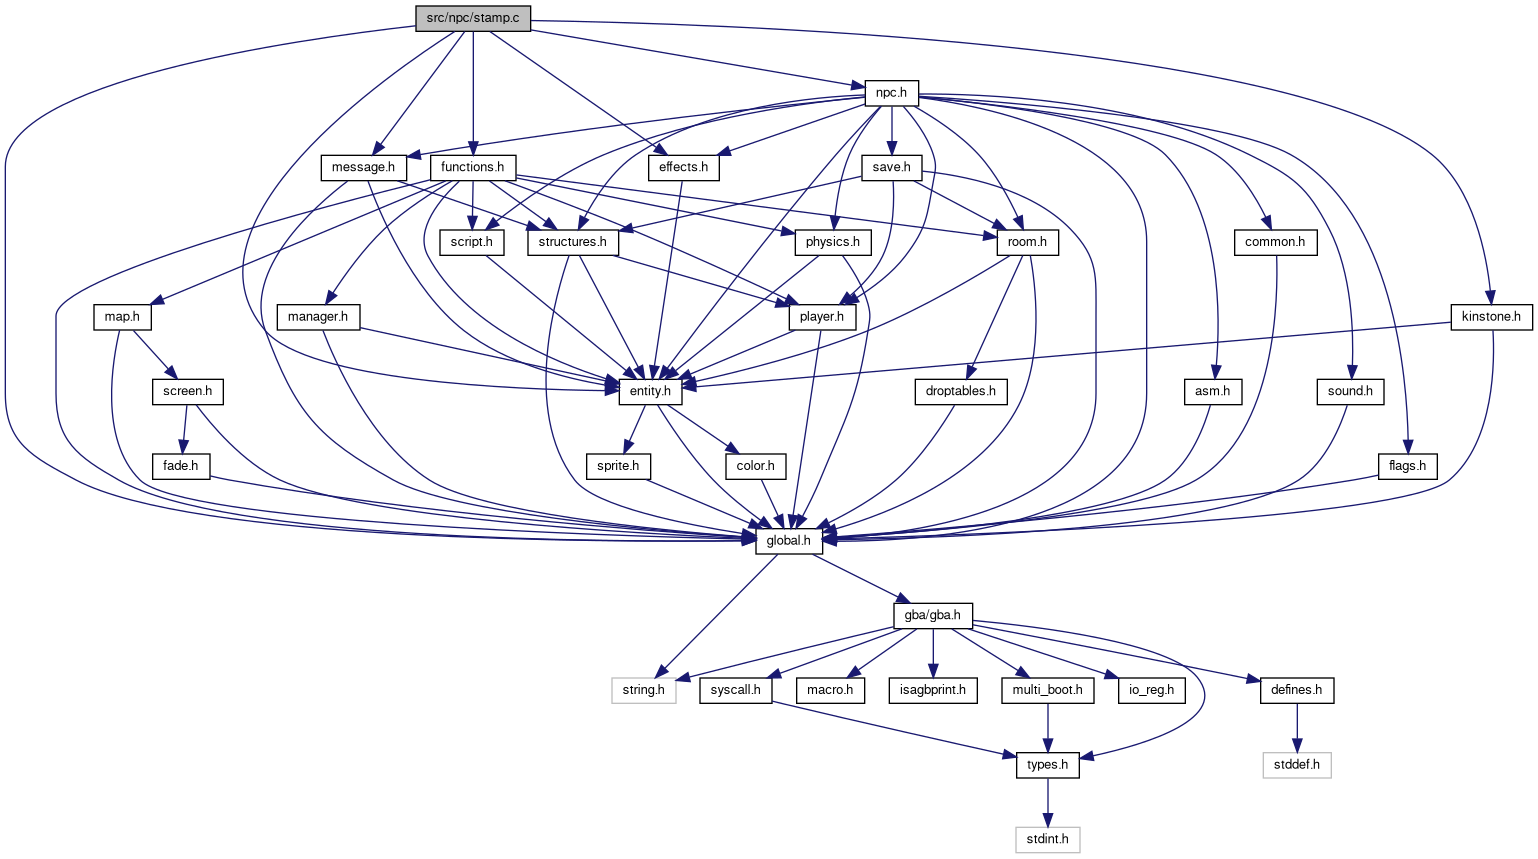 src/npc/stamp.c
npc.h
message.h
functions.h
effects.h
save.h
script.h
structures.h
physics.h
room.h
common.h
map.h
manager.h
player.h
kinstone.h
screen.h
entity.h
droptables.h
asm.h
sound.h
fade.h
sprite.h
color.h
flags.h
global.h
gba/gba.h
string.h
syscall.h
macro.h
isagbprint.h
multi_boot.h
io_reg.h
defines.h
types.h
stddef.h
stdint.h